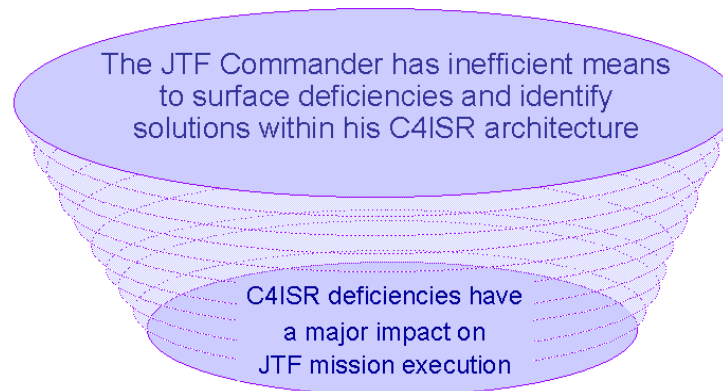 The JTF Commander has inefficient means
to surface deficiencies and identify
solutions within his C4ISR architecture
C4ISR deficiencies have
a major impact on
JTF mission execution